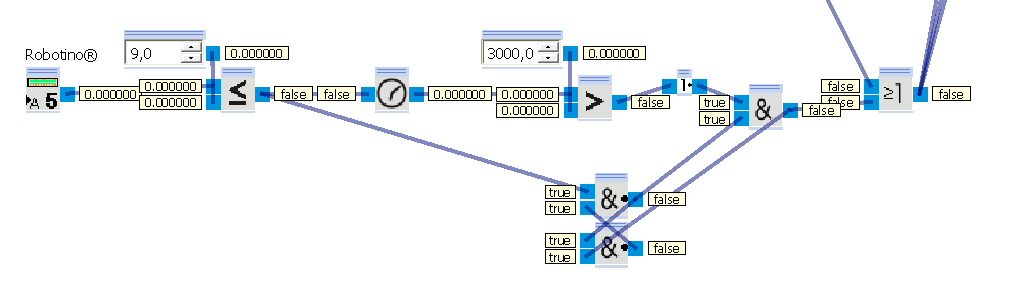 Robotino®
9,0
0.000000
3000,0
0.000000
A 5
0.000000
0.000000
0.000000
≤
false
false
0.000000
0.000000
0.000000
>
false
1
true
true
&
false
false
false
≥1
false
true
true
&
false
true
true
&
false